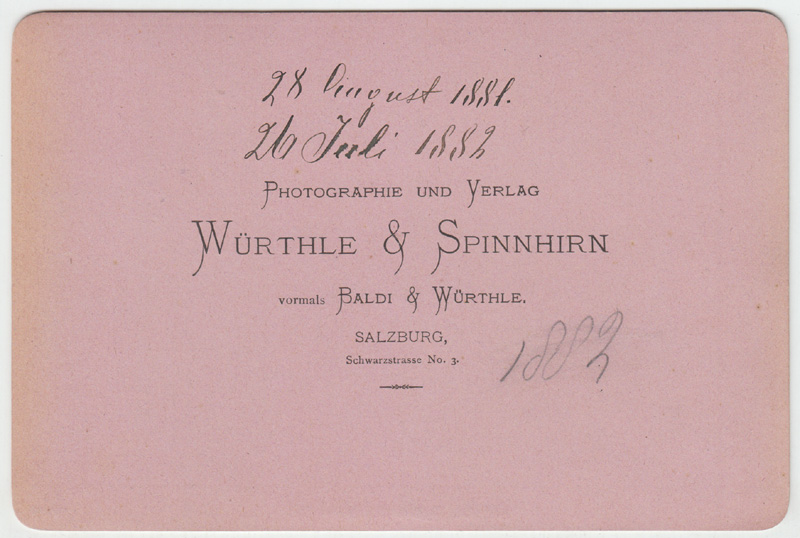 28 August 1881.
26 Juli 1882
Photographie und Verlag
Würthle & Spinnhirn
vormals Baldi & Würthle.
SALZBURG,
Schwarzstrasse No. 3.
1882